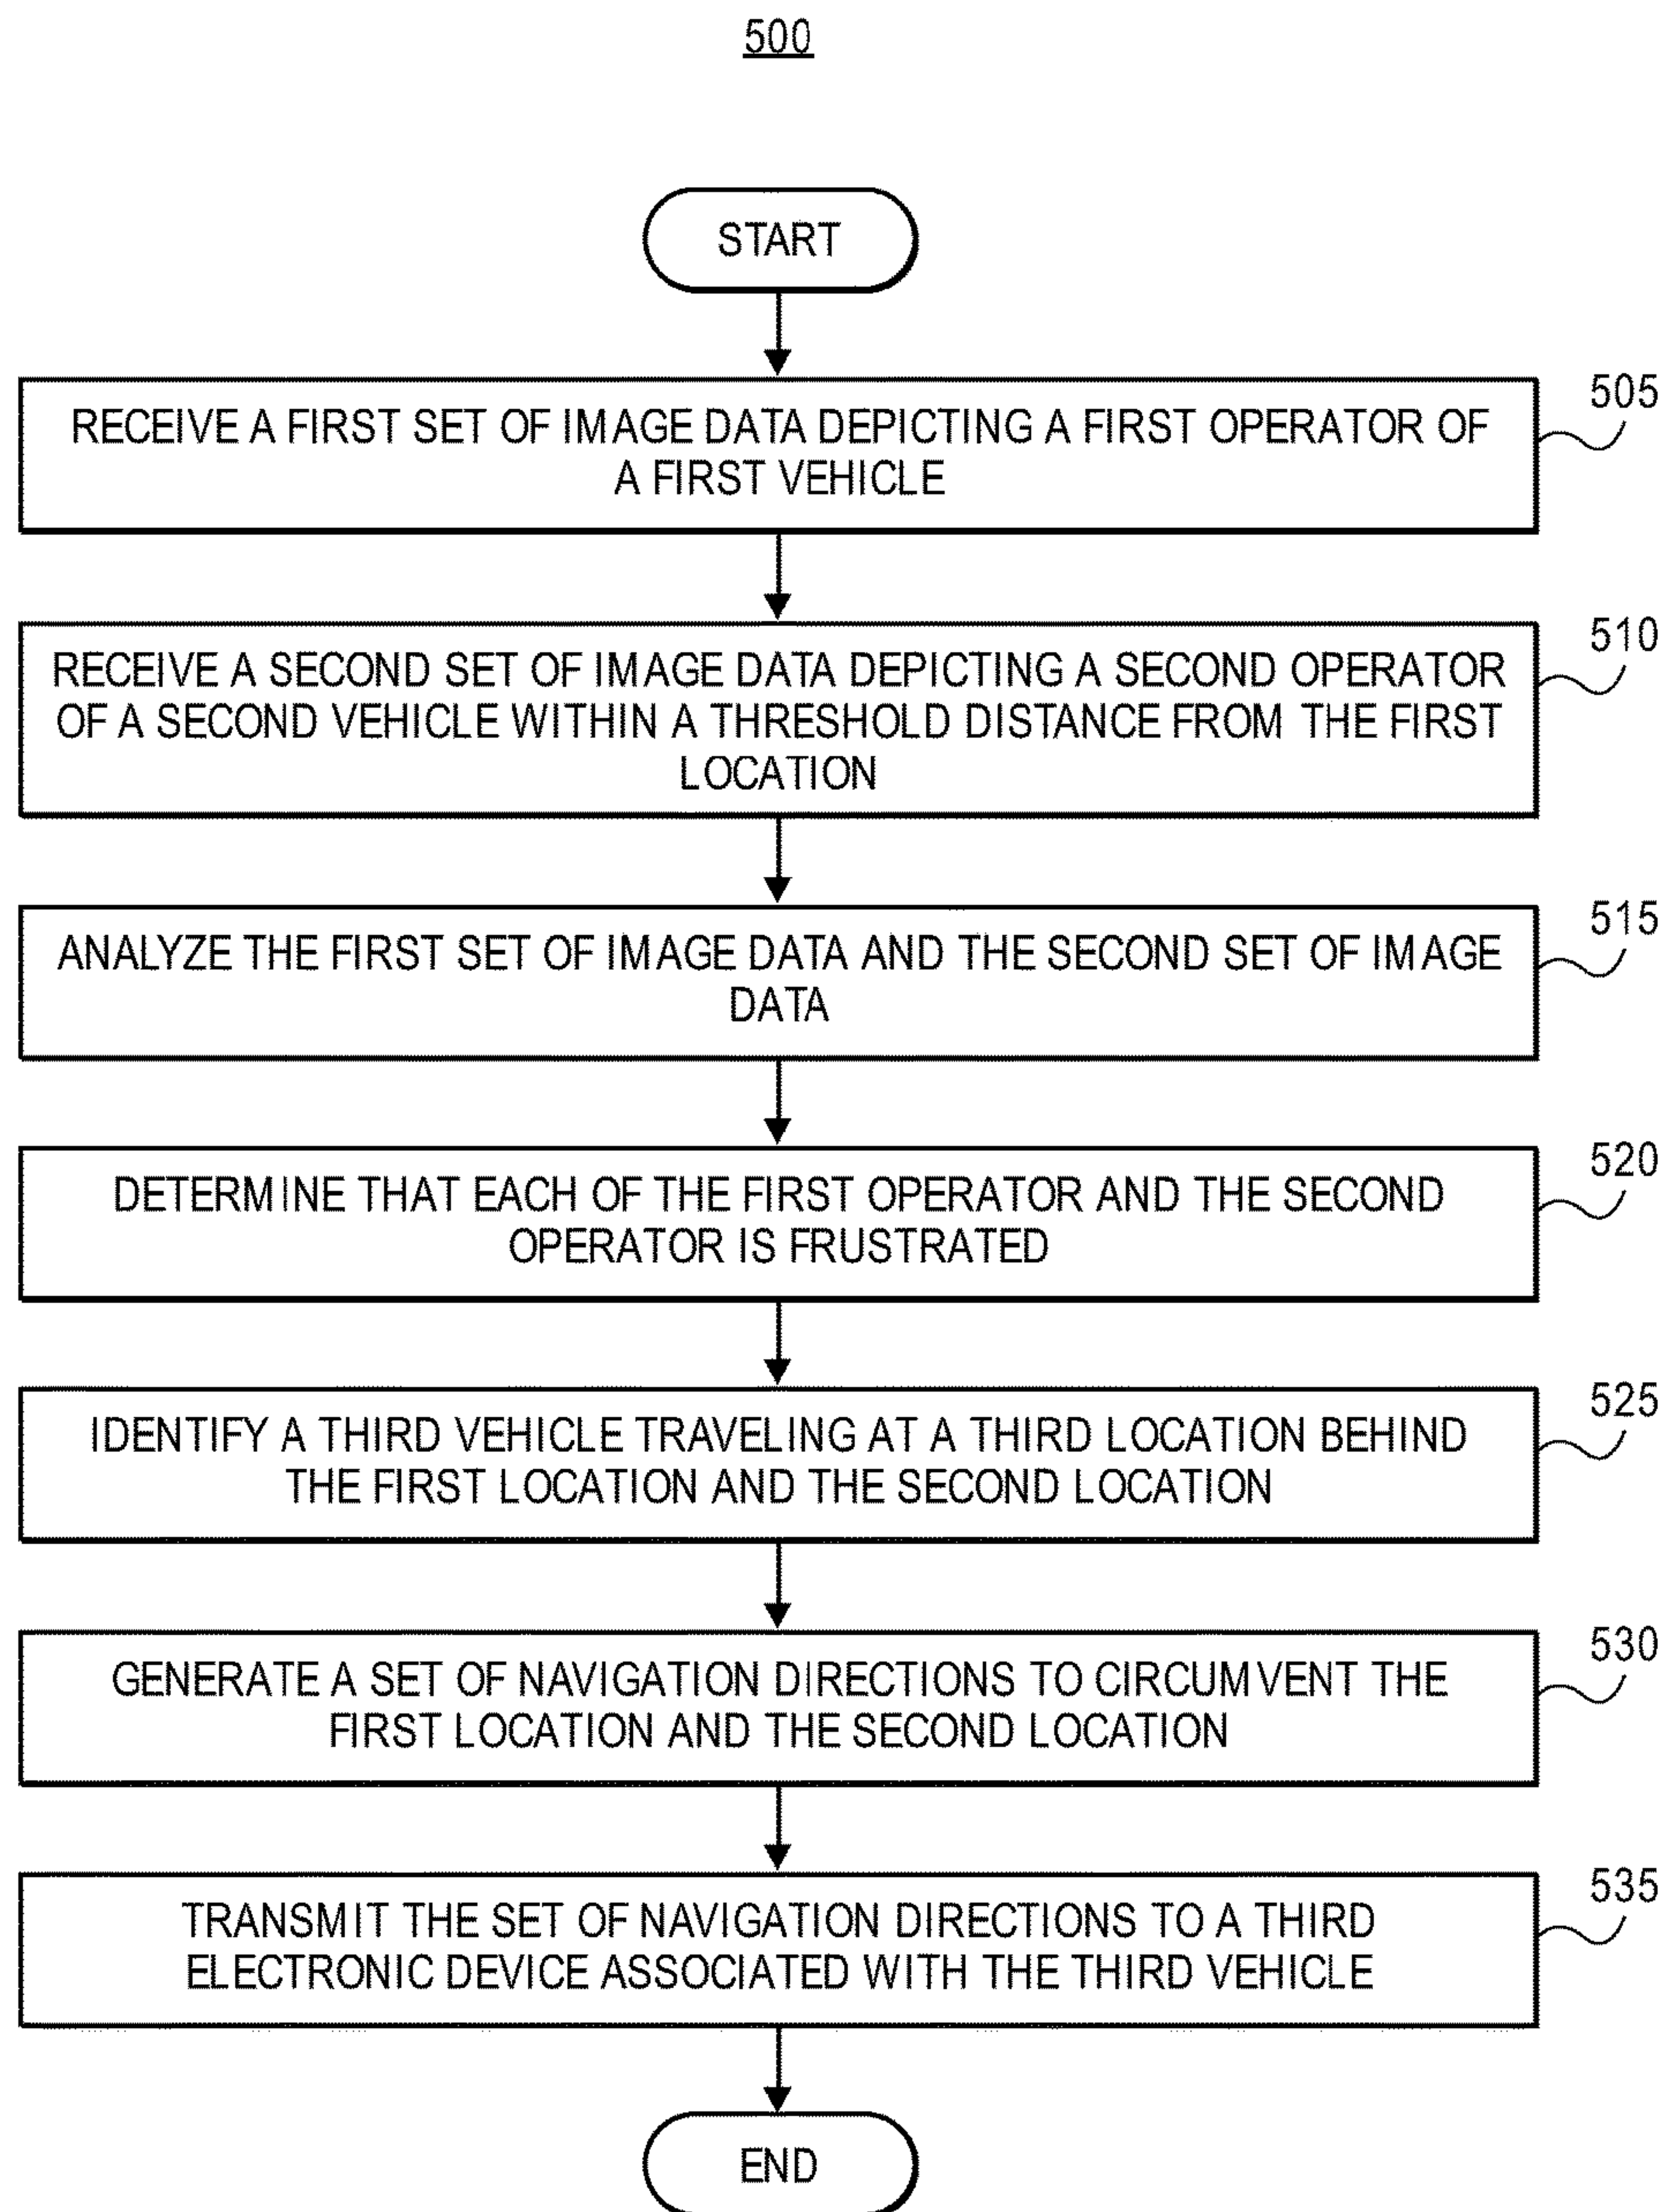 500
START
RECEIVE A FIRST SET OF IMAGE DATA DEPICTING A FIRST OPERATOR OF
A FIRST VEHICLE
505
RECEIVE A SECOND SET OF IMAGE DATA DEPICTING A SECOND OPERATOR
OF A SECOND VEHICLE WITHIN A THRESHOLD DISTANCE FROM THE FIRST
LOCATION
510
ANALYZE THE FIRST SET OF IMAGE DATA AND THE SECOND SET OF IMAGE
DATA
515
DETERMINE THAT EACH OF THE FIRST OPERATOR AND THE SECOND
OPERATOR IS FRUSTRATED
520
IDENTIFY A THIRD VEHICLE TRAVELING AT A THIRD LOCATION BEHIND
THE FIRST LOCATION AND THE SECOND LOCATION
525
GENERATE A SET OF NAVIGATION DIRECTIONS TO CIRCUMVENT THE
FIRST LOCATION AND THE SECOND LOCATION
530
TRANSMIT THE SET OF NAVIGATION DIRECTIONS TO A THIRD
ELECTRONIC DEVICE ASSOCIATED WITH THE THIRD VEHICLE
535
END